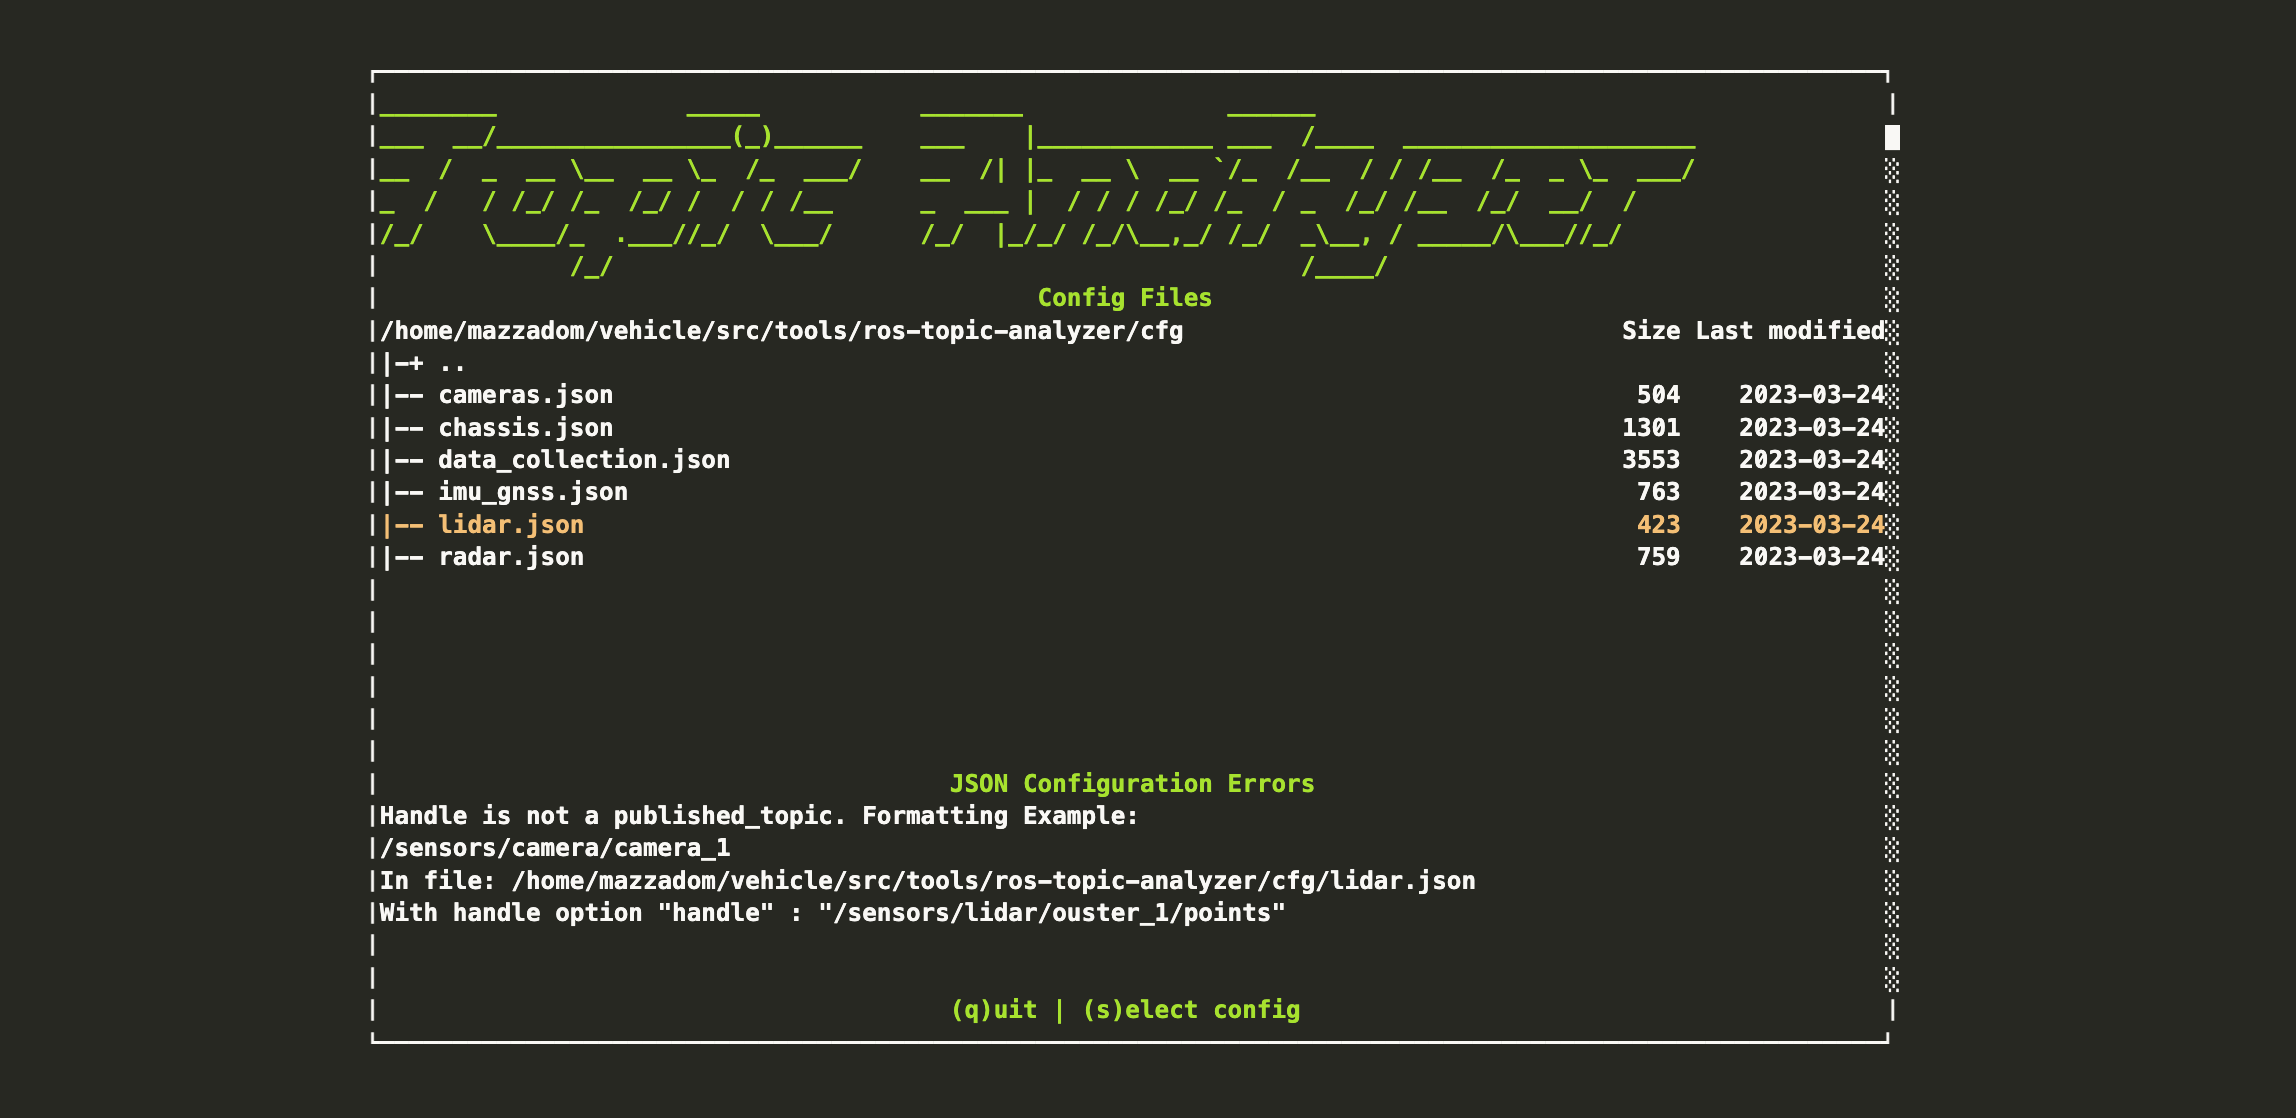 Topic Analyzer
Config Files
/home/mazzadom/vehicle/src/tools/ros-topic-analyzer/cfg Size Last modified
|-+ ..
|-- cameras.json 504 2023-03-24
|-- chassis.json 1301 2023-03-24
|-- data_collection.json 3553 2023-03-24
|-- imu_gnss.json 763 2023-03-24
|-- lidar.json 423 2023-03-24
|-- radar.json 759 2023-03-24
JSON Configuration Errors
Handle is not a published_topic. Formatting Example:
/sensors/camera/camera_1
In file: /home/mazzadom/vehicle/src/tools/ros-topic-analyzer/cfg/lidar.json
With handle option "handle" : "/sensors/lidar/ouster_1/points"
(q)uit | (s)elect config